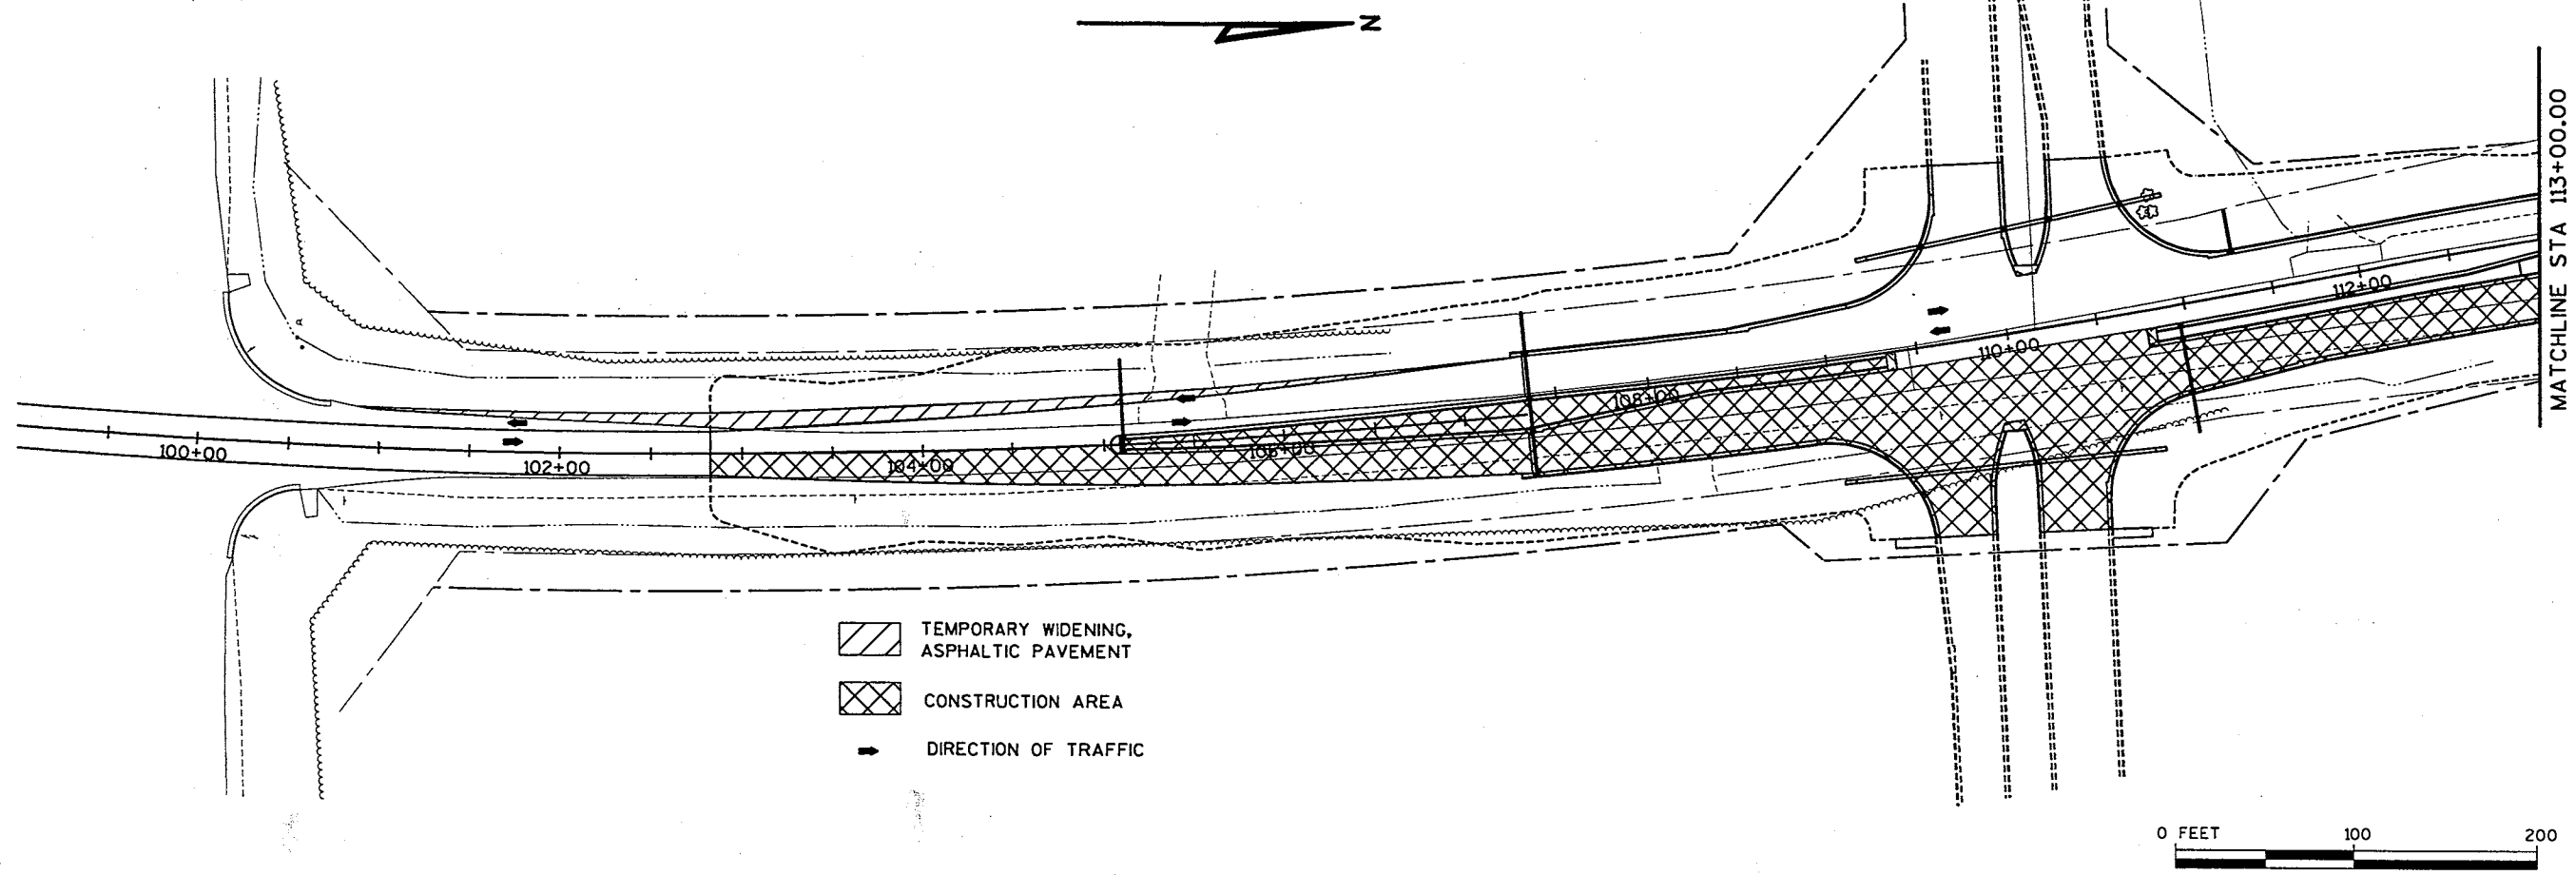 N
MATCHLINE STA 113+00.00
100+00
102+00
104+00
106+00
108+00
110+00
112+00
TEMPORARY WIDENING,
ASPHALTIC PAVEMENT
CONSTRUCTION AREA
DIRECTION OF TRAFFIC
0 FEET 100 200